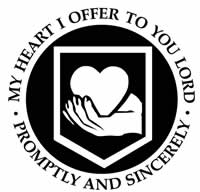 MY HEART I OFFER TO YOU LORD
• PROMPTLY AND SINCERELY •